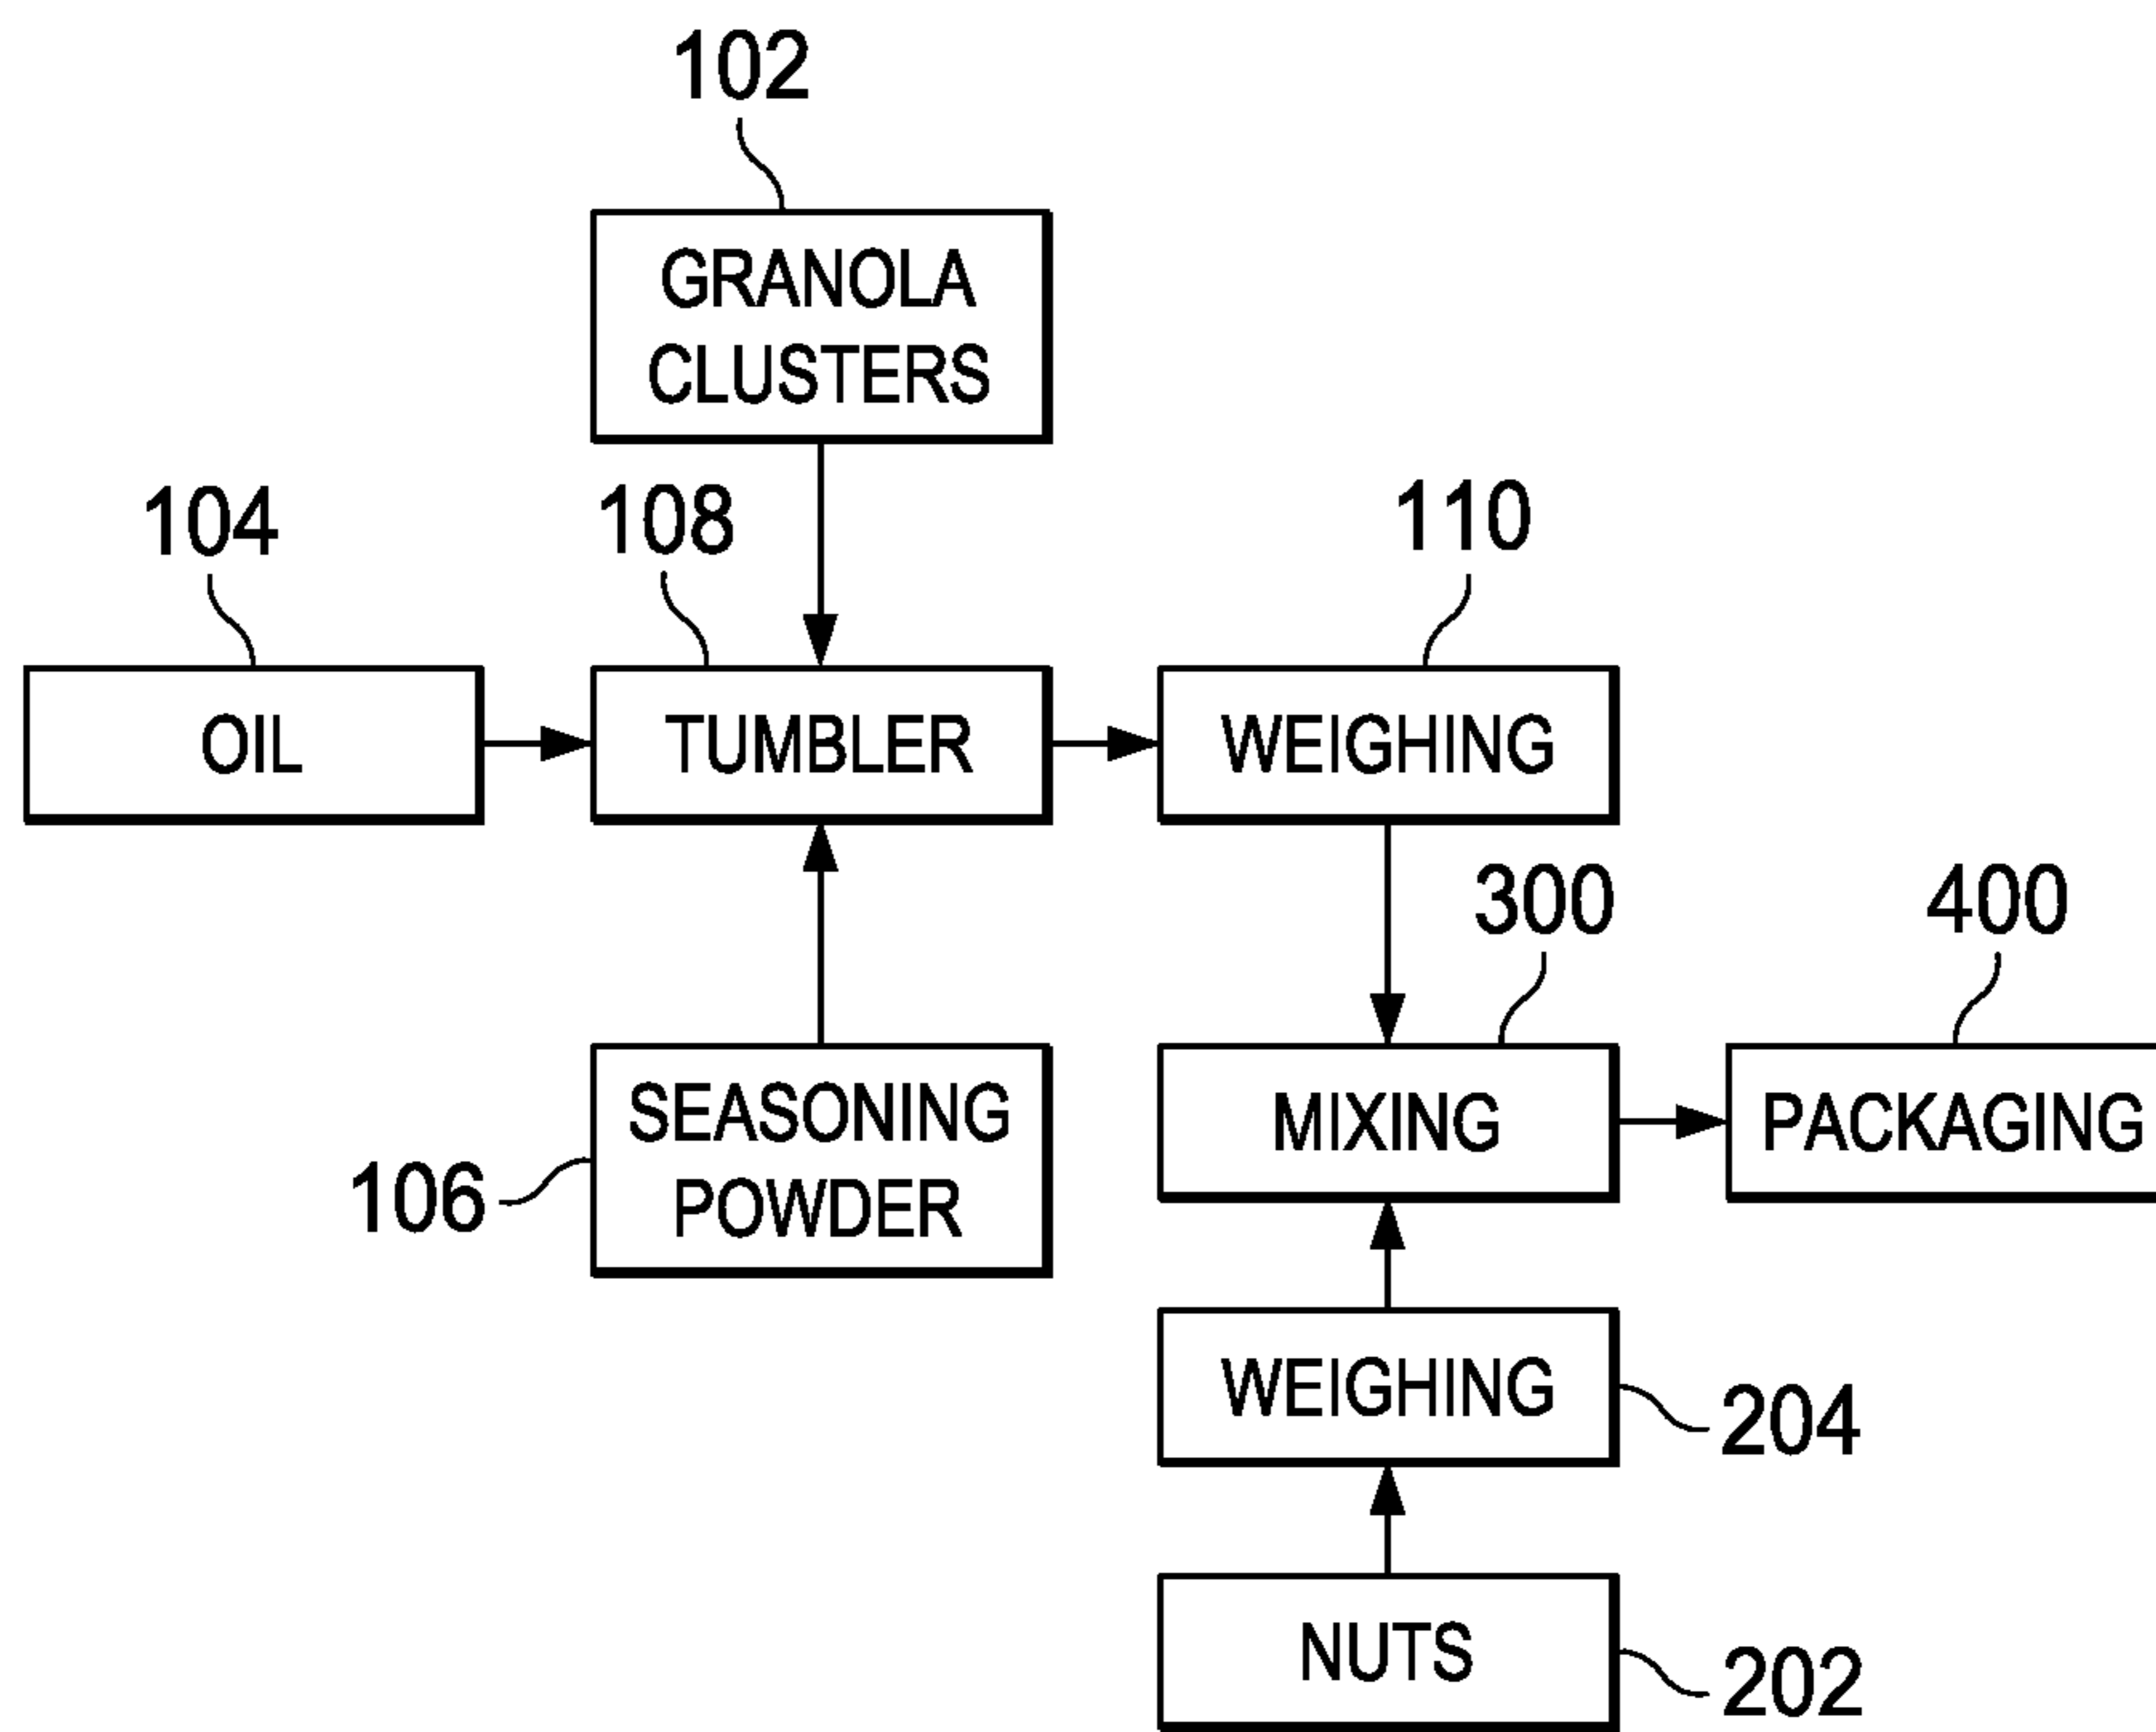 102
GRANOLA
CLUSTERS
104
108
110
OIL
TUMBLER
WEIGHING
300
400
SEASONING
POWDER
106
MIXING
PACKAGING
WEIGHING
204
NUTS
202